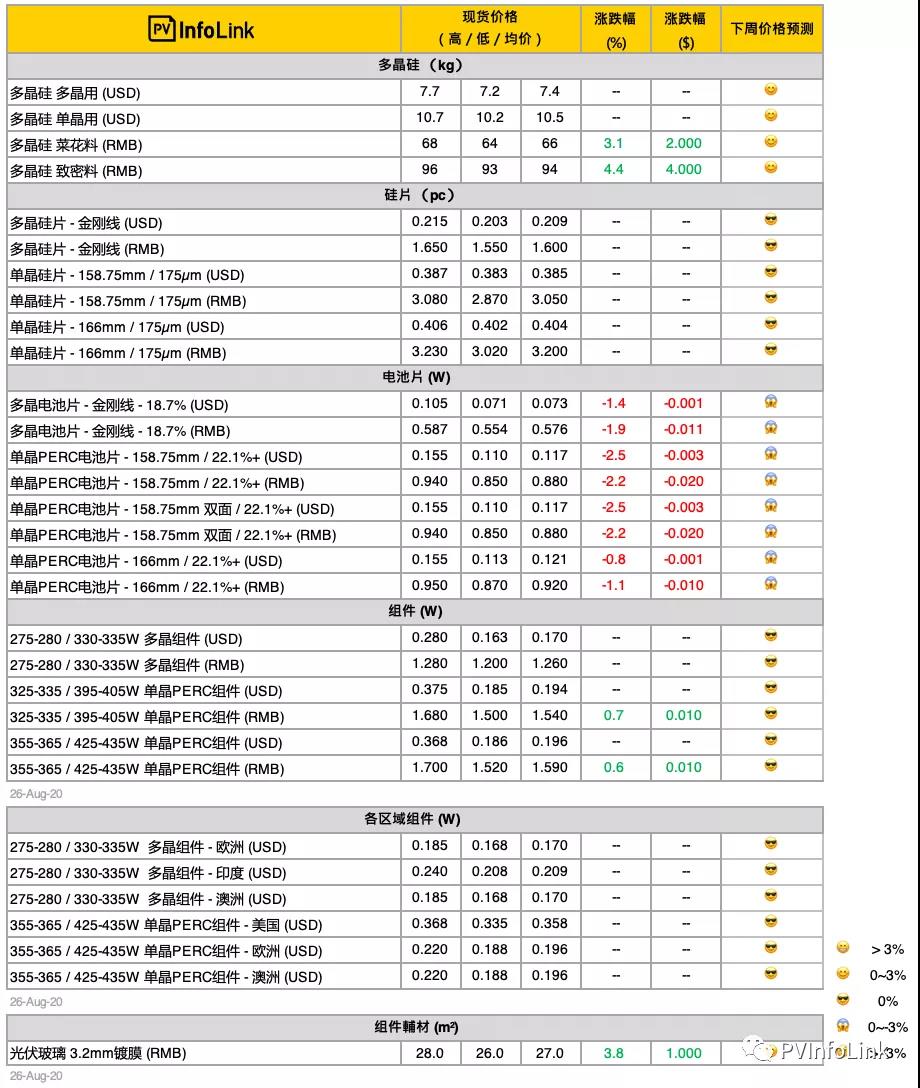 PV InfoLink 现货价格 涨跌幅 涨跌幅 下周价格预测
(高 / 低 / 均价) (%) ($)
多晶硅 (kg)
多晶硅 多晶用 (USD) 7.7 7.2 7.4 -- --
多晶硅 单晶用 (USD) 10.7 10.2 10.5 -- --
多晶硅 菜花料 (RMB) 68 64 66 3.1 2.000
多晶硅 致密料 (RMB) 96 93 94 4.4 4.000
硅片 (pc)
多晶硅片 - 金刚线 (USD) 0.215 0.203 0.209 -- --
多晶硅片 - 金刚线 (RMB) 1.650 1.550 1.600 -- --
单晶硅片 - 158.75mm / 175μm (USD) 0.387 0.383 0.385 -- --
单晶硅片 - 158.75mm / 175μm (RMB) 3.080 2.870 3.050 -- --
单晶硅片 - 166mm / 175μm (USD) 0.406 0.402 0.404 -- --
单晶硅片 - 166mm / 175μm (RMB) 3.230 3.020 3.200 -- --
电池片 (W)
多晶电池片 - 金刚线 - 18.7% (USD) 0.105 0.071 0.073 -1.4 -0.001
多晶电池片 - 金刚线 - 18.7% (RMB) 0.587 0.554 0.576 -1.9 -0.011
单晶PERC电池片 - 158.75mm / 22.1%+ (USD) 0.155 0.110 0.117 -2.5 -0.003
单晶PERC电池片 - 158.75mm / 22.1%+ (RMB) 0.940 0.850 0.880 -2.2 -0.020
单晶PERC电池片 - 158.75mm 双面 / 22.1%+ (USD) 0.155 0.110 0.117 -2.5 -0.003
单晶PERC电池片 - 158.75mm 双面 / 22.1%+ (RMB) 0.940 0.850 0.880 -2.2 -0.020
单晶PERC电池片 - 166mm / 22.1%+ (USD) 0.155 0.113 0.121 -0.8 -0.001
单晶PERC电池片 - 166mm / 22.1%+ (RMB) 0.950 0.870 0.920 -1.1 -0.010
组件 (W)
275-280 / 330-335W 多晶组件 (USD) 0.280 0.163 0.170 -- --
275-280 / 330-335W 多晶组件 (RMB) 1.280 1.200 1.260 -- --
325-335 / 395-405W 单晶PERC组件 (USD) 0.375 0.185 0.194 -- --
325-335 / 395-405W 单晶PERC组件 (RMB) 1.680 1.500 1.540 0.7 0.010
355-365 / 425-435W 单晶PERC组件 (USD) 0.368 0.186 0.196 -- --
355-365 / 425-435W 单晶PERC组件 (RMB) 1.700 1.520 1.590 0.6 0.010
26-Aug-20
各区域组件 (W)
275-280 / 330-335W 多晶组件 - 欧洲 (USD) 0.185 0.168 0.170 -- --
275-280 / 330-335W 多晶组件 - 印度 (USD) 0.240 0.208 0.209 -- --
275-280 / 330-335W 多晶组件 - 澳洲 (USD) 0.185 0.168 0.170 -- --
355-365 / 425-435W 单晶PERC组件 - 美国 (USD) 0.368 0.335 0.358 -- --
355-365 / 425-435W 单晶PERC组件 - 欧洲 (USD) 0.220 0.188 0.196 -- --
> 3%
355-365 / 425-435W 单晶PERC组件 - 澳洲 (USD) 0.220 0.188 0.196 -- --
0~3%
26-Aug-20 0%
组件輔材 (m²) 0~-3%
光伏玻璃 3.2mm镀膜 (RMB) 28.0 26.0 27.0 3.8 1.000
PVInfoLink
26-Aug-20